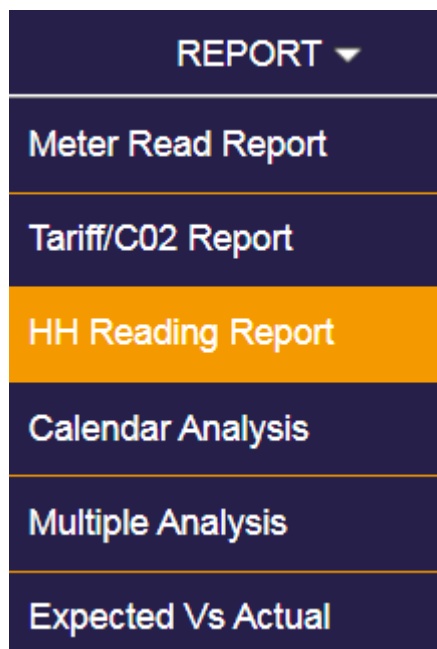 REPORT
Meter Read Report
Tariff/C02 Report
HH Reading Report
Calendar Analysis
Multiple Analysis
Expected Vs Actual